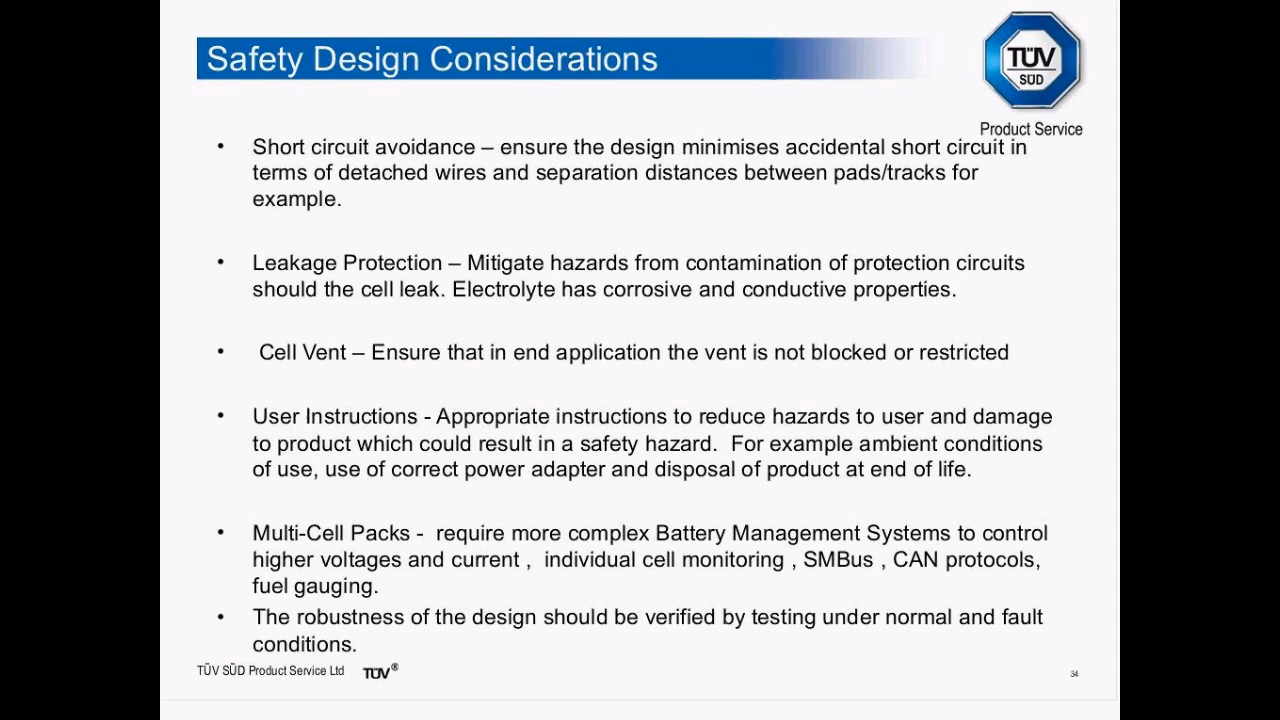 Safety Design Considerations
TÜV
SÜD
Product Service
• Short circuit avoidance – ensure the design minimises accidental short circuit in
terms of detached wires and separation distances between pads/tracks for
example.
• Leakage Protection – Mitigate hazards from contamination of protection circuits
should the cell leak. Electrolyte has corrosive and conductive properties.
• Cell Vent – Ensure that in end application the vent is not blocked or restricted
• User Instructions - Appropriate instructions to reduce hazards to user and damage
to product which could result in a safety hazard.  For example ambient conditions
of use, use of correct power adapter and disposal of product at end of life.
• Multi-Cell Packs -  require more complex Battery Management Systems to control
higher voltages and current ,  individual cell monitoring , SMBus , CAN protocols,
fuel gauging.
• The robustness of the design should be verified by testing under normal and fault
conditions.
TÜV SÜD Product Service Ltd TÜV® 34